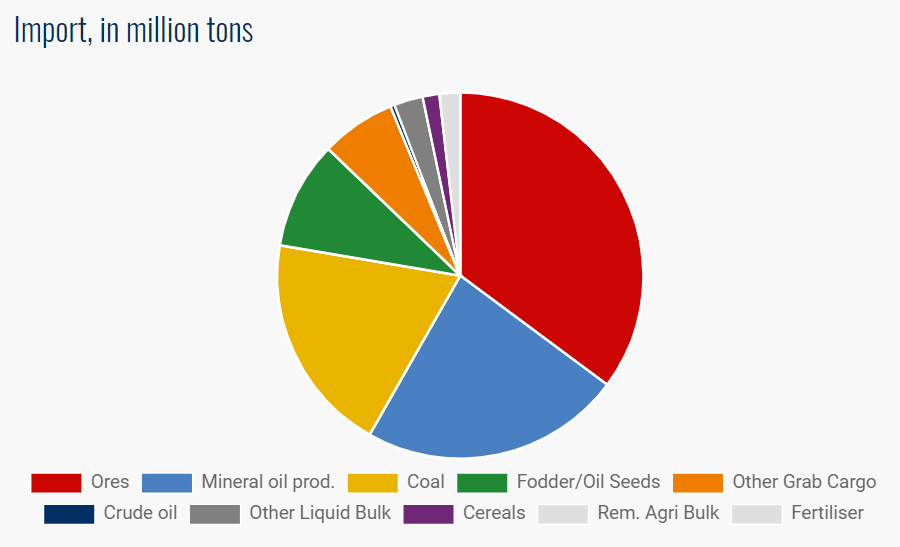 Import, in million tons
Ores Mineral oil prod. Coal Fodder/Oil Seeds Other Grab Cargo
Crude oil Other Liquid Bulk Cereals Rem. Agri Bulk Fertiliser